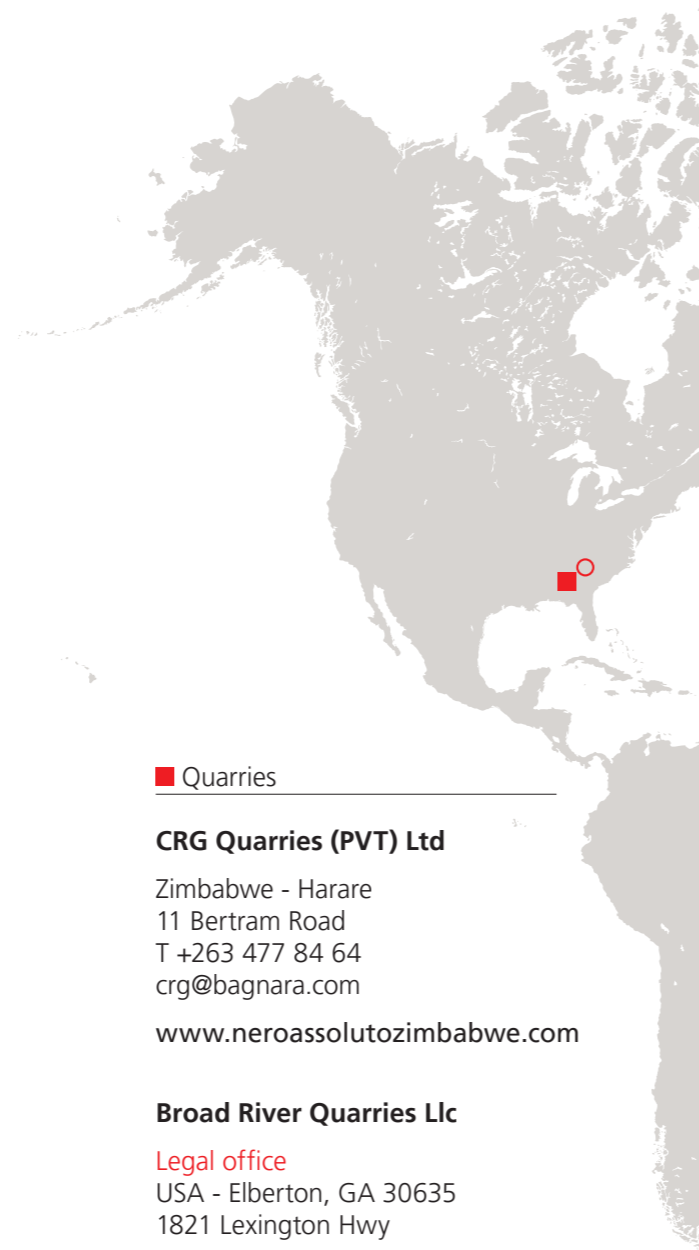 Quarries
CRG Quarries (PVT) Ltd
Zimbabwe - Harare
11 Bertram Road
T +263 477 84 64
crg@bagnara.com
www.neroassolutozimbabwe.com
Broad River Quarries Llc
Legal office
USA - Elberton, GA 30635
1821 Lexington Hwy